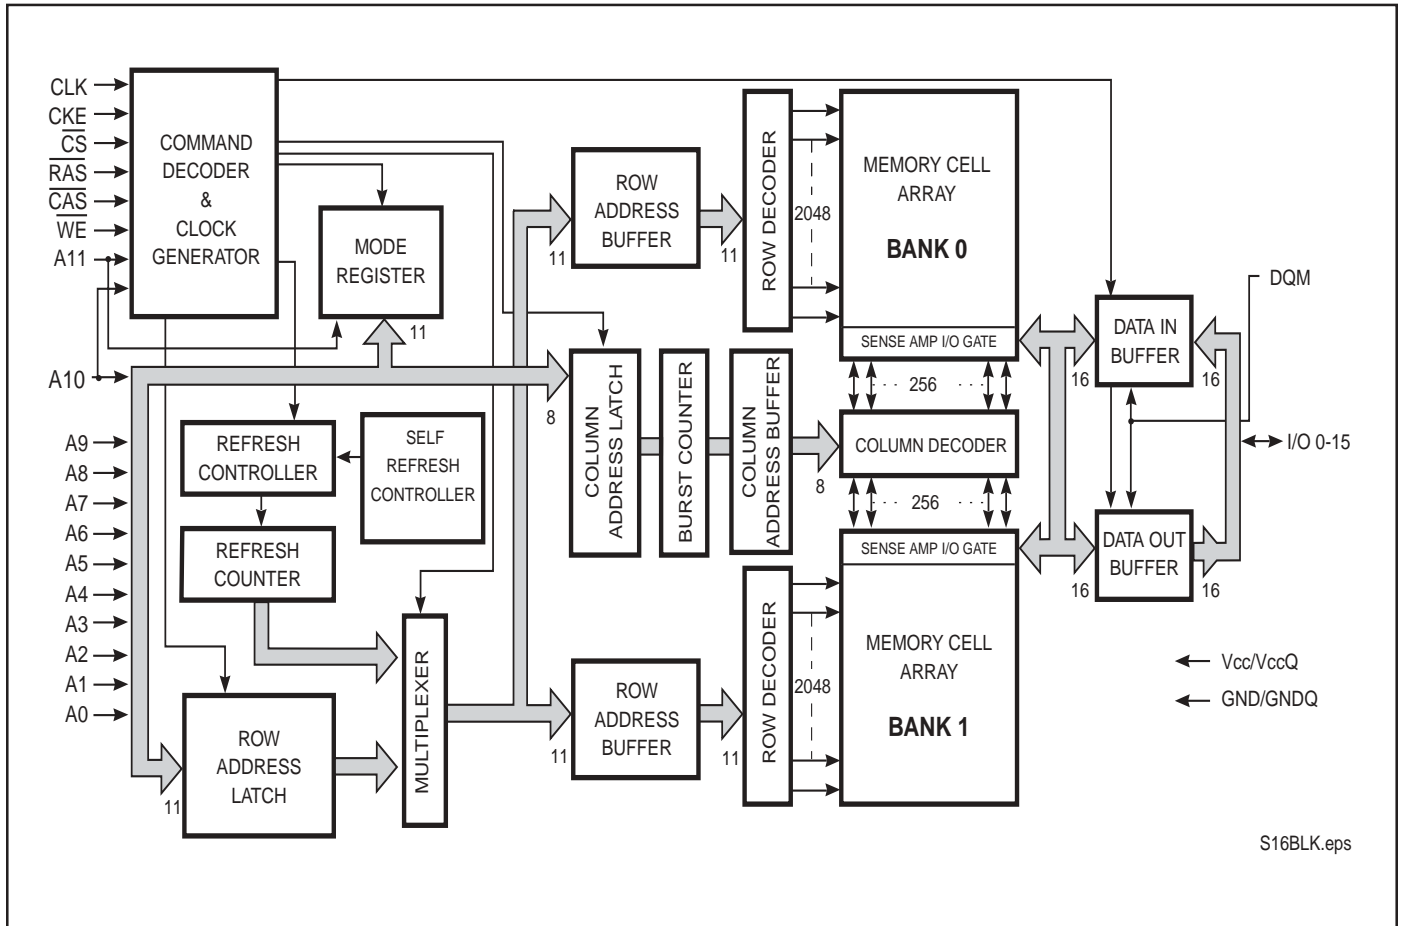 CLK
CKE
CS
RAS
CAS
WE
A11
A10
A9
A8
A7
A6
A5
A4
A3
A2
A1
A0
COMMAND
DECODER
&
CLOCK
GENERATOR
MODE
REGISTER
11
REFRESH
CONTROLLER
SELF
REFRESH
CONTROLLER
REFRESH
COUNTER
ROW
ADDRESS
LATCH
11
MULTIPLEXER
ROW
ADDRESS
BUFFER
11
11
ROW DECODER
2048
MEMORY CELL
ARRAY
BANK 0
SENSE AMP I/O GATE
256
8
COLUMN
ADDRESS LATCH
BURST COUNTER
COLUMN
ADDRESS BUFFER
8
COLUMN DECODER
256
SENSE AMP I/O GATE
MEMORY CELL
ARRAY
BANK 1
ROW
ADDRESS
BUFFER
11
11
ROW DECODER
2048
DQM
DATA IN
BUFFER
16
16
I/O 0-15
DATA OUT
BUFFER
16
16
Vcc/VccQ
GND/GNDQ
S16BLK.eps